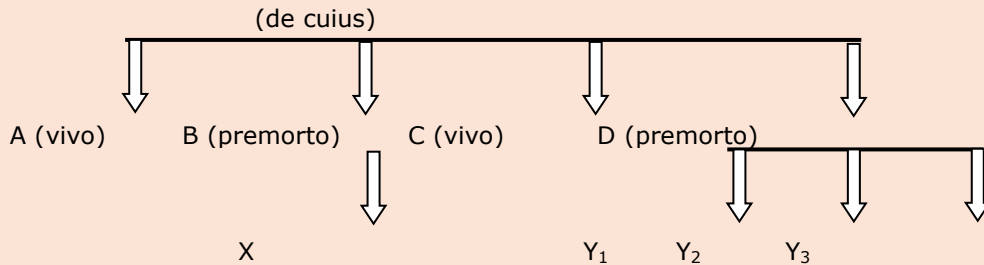 (de cuius)
A (vivo) B (premorto) C (vivo) D (premorto)
X Y₁ Y₂ Y₃